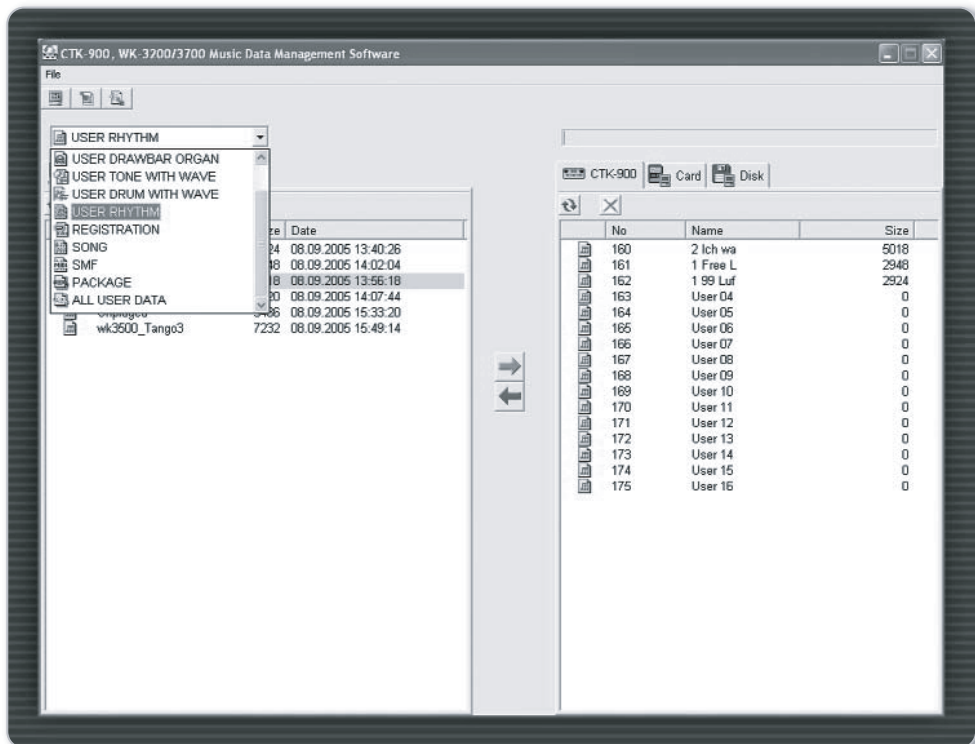 CTK-900, WK-3200/3700 Music Data Management Software
File
USER RHYTHM
USER DRAWBAR ORGAN
USER TONE WITH WAVE
USER DRUM WITH WAVE
USER RHYTHM
REGISTRATION
SONG
SMF
PACKAGE
ALL USER DATA
Date
08.09.2005 13:40:26
08.09.2005 14:02:04
08.09.2005 13:56:18
08.09.2005 14:07:44
08.09.2005 15:33:20
wk3500_Tango3 7232 08.09.2005 15:49:14
CTK-900 Card Disk
No Name Size
160 2 Ich wa 5018
161 1 Free L 2948
162 1 99 Luf 2924
163 User 04 0
164 User 05 0
165 User 06 0
166 User 07 0
167 User 08 0
168 User 09 0
169 User 10 0
170 User 11 0
171 User 12 0
172 User 13 0
173 User 14 0
174 User 15 0
175 User 16 0